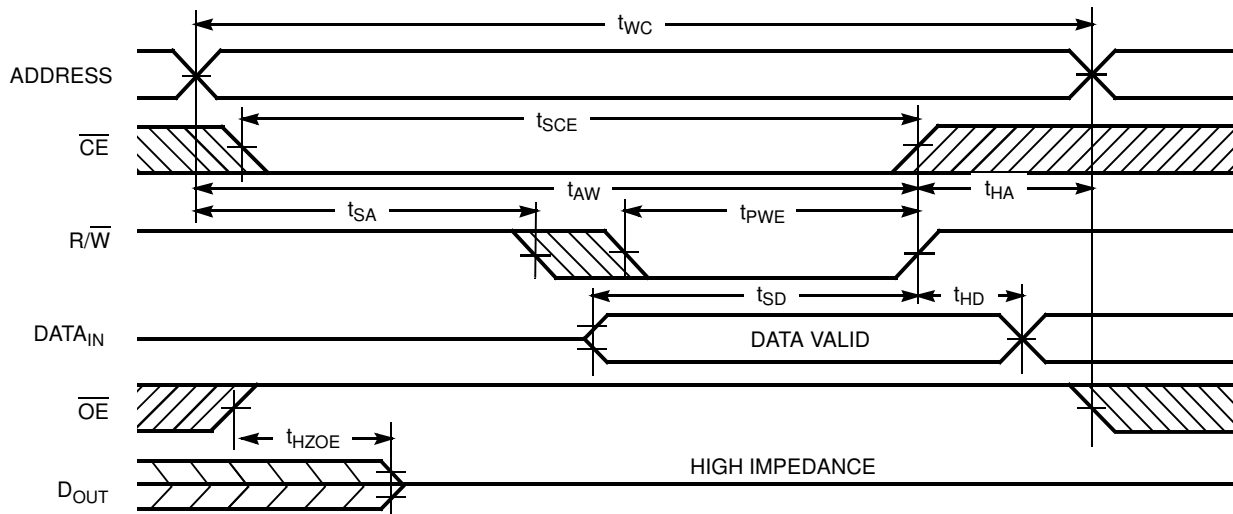 tWC
ADDRESS
tSCE
CE
tAW
tHA
tSA
tPWE
R/W
tSD
tHD
DATAIN
DATA VALID
OE
tHZOE
HIGH IMPEDANCE
DOUT